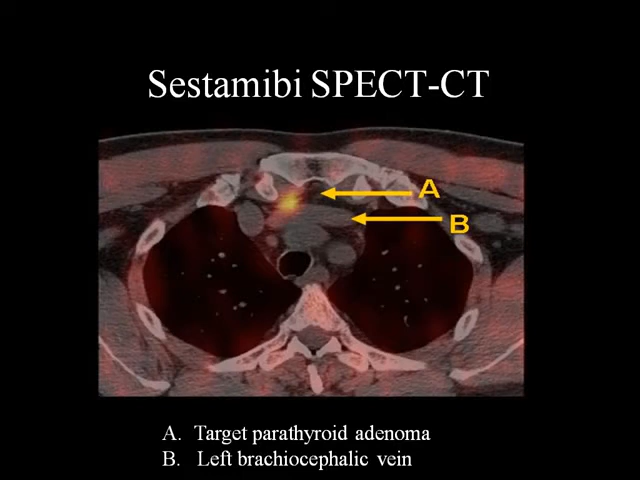 Sestamibi SPECT-CT
A
B
A. Target parathyroid adenoma
B. Left brachiocephalic vein